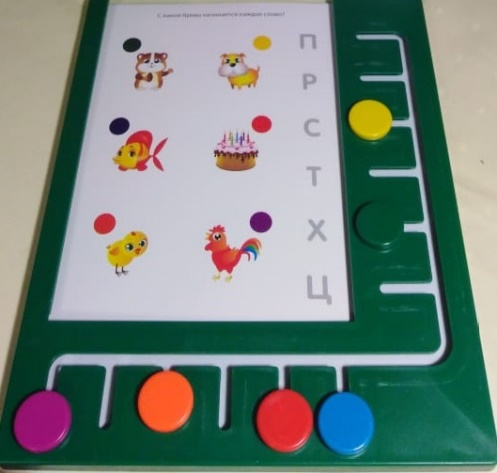 С какой буквы начинается каждое слово?
П
Р
С
Т
Х
Ц